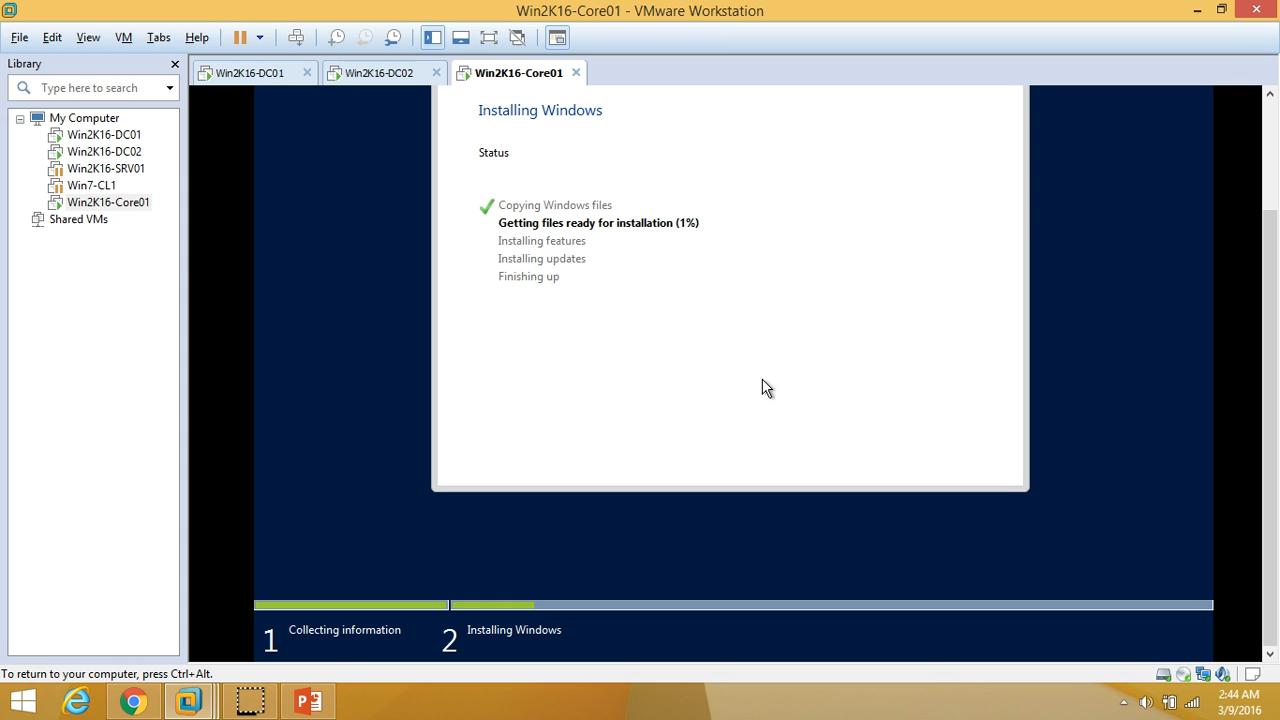 Win2K16-Core01 - VMware Workstation
File Edit View VM Tabs Help
Library
Type here to search
My Computer
Win2K16-DC01
Win2K16-DC02
Win2K16-SRV01
Win7-CL1
Win2K16-Core01
Shared VMs
Win2K16-DC01 Win2K16-DC02 Win2K16-Core01
Installing Windows
Status
Copying Windows files
Getting files ready for installation (1%)
Installing features
Installing updates
Finishing up
1 Collecting information 2 Installing Windows
To return to your computer, press Ctrl+Alt.
2:44 AM
3/9/2016